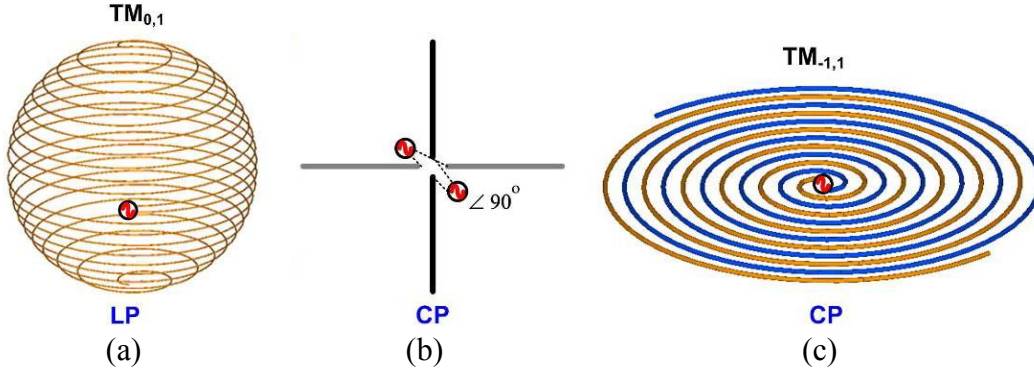 TM0,1
TM-1,1
∠ 90°
LP
CP
CP
(a)
(b)
(c)